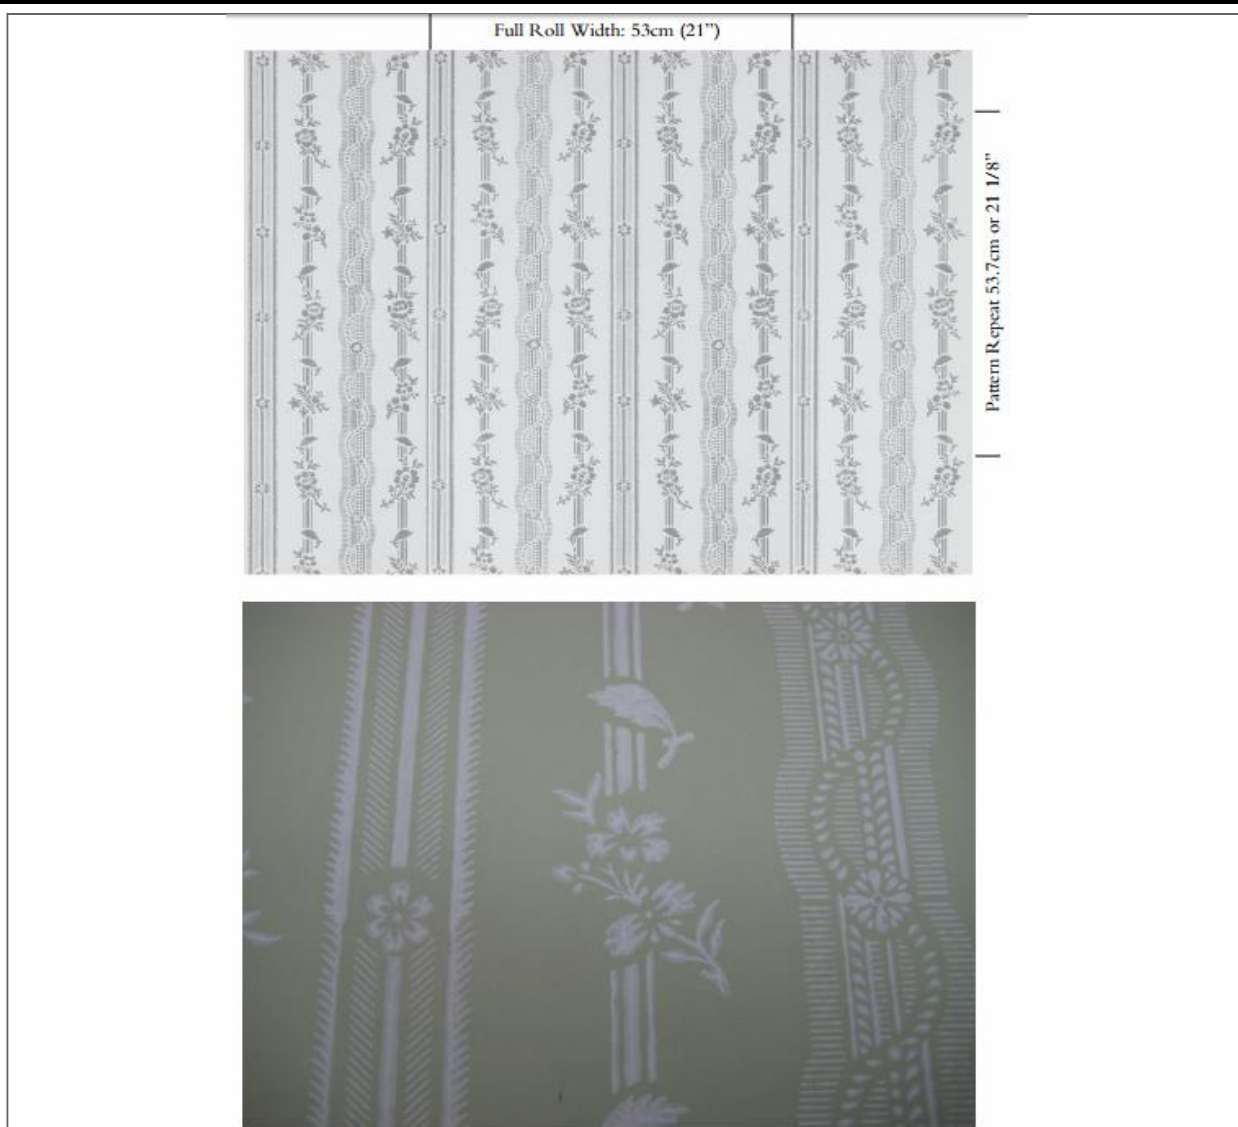 Full Roll Width: 53cm (21”)
Pattern Repeat 53.7cm or 21 1/8”